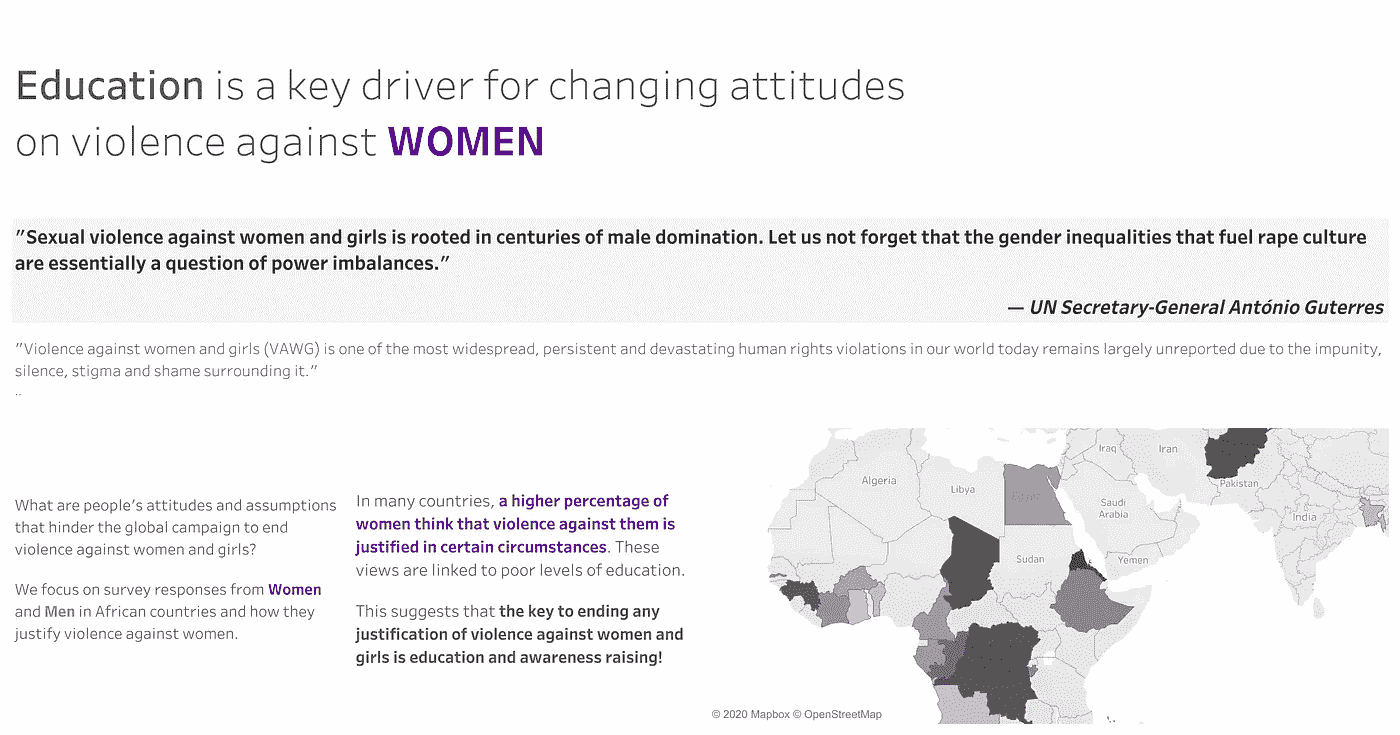 Education is a key driver for changing attitudes
on violence against WOMEN
"Sexual violence against women and girls is rooted in centuries of male domination. Let us not forget that the gender inequalities that fuel rape culture
are essentially a question of power imbalances."
— UN Secretary-General António Guterres
"Violence against women and girls (VAWG) is one of the most widespread, persistent and devastating human rights violations in our world today remains largely unreported due to the impunity,
silence, stigma and shame surrounding it."
..
What are people's attitudes and assumptions
that hinder the global campaign to end
violence against women and girls?
We focus on survey responses from Women
and Men in African countries and how they
justify violence against women.
In many countries, a higher percentage of
women think that violence against them is
justified in certain circumstances. These
views are linked to poor levels of education.
This suggests that the key to ending any
justification of violence against women and
girls is education and awareness raising!
Iraq
Iran
Algeria
Libya
Egypt
Pakistan
Saudi
Arabia
India
Sudan
Yemen
© 2020 Mapbox © OpenStreetMap